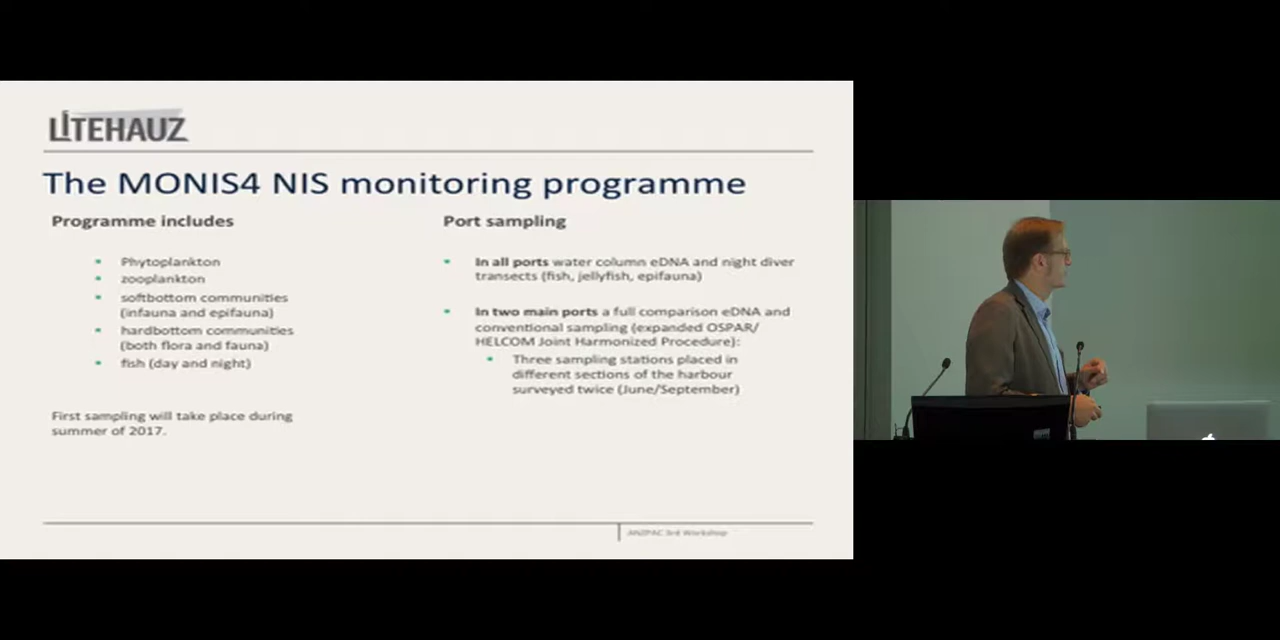 LITEHAUZ
The MONIS4 NIS monitoring programme
Programme includes
Phytoplankton
zooplankton
softbottom communities
(infauna and epifauna)
hardbottom communities
(both flora and fauna)
fish (day and night)
First sampling will take place during
summer of 2017.
Port sampling
In all ports water column eDNA and night diver
transects (fish, jellyfish, epifauna)
In two main ports a full comparison eDNA and
conventional sampling (expanded OSPAR/
HELCOM Joint Harmonized Procedure):
Three sampling stations placed in
different sections of the harbour
surveyed twice (June/September)
ANZPAC 3rd Workshop